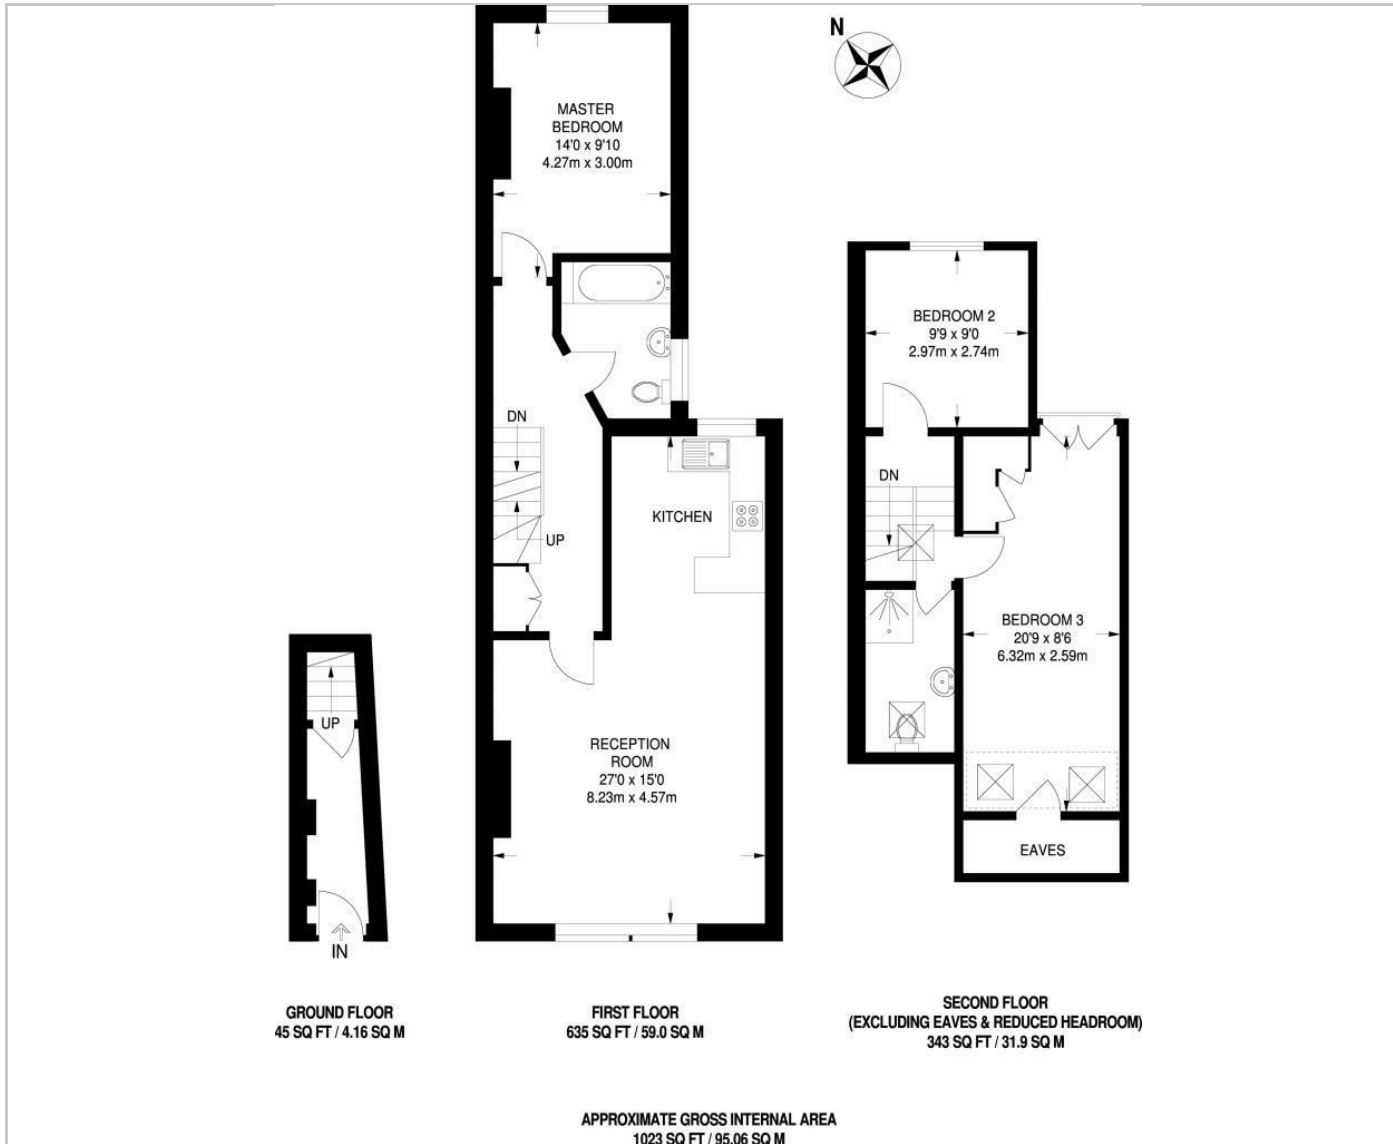 N
MASTER
BEDROOM
14'0 x 9'10
4.27m x 3.00m
DN
UP
KITCHEN
RECEPTION
ROOM
27'0 x 15'0
8.23m x 4.57m
BEDROOM 2
9'9 x 9'0
2.97m x 2.74m
DN
BEDROOM 3
20'9 x 8'6
6.32m x 2.59m
EAVES
UP
IN
GROUND FLOOR
45 SQ FT / 4.16 SQ M
FIRST FLOOR
635 SQ FT / 59.0 SQ M
SECOND FLOOR
(EXCLUDING EAVES & REDUCED HEADROOM)
343 SQ FT / 31.9 SQ M
APPROXIMATE GROSS INTERNAL AREA
1023 SQ FT / 95.06 SQ M